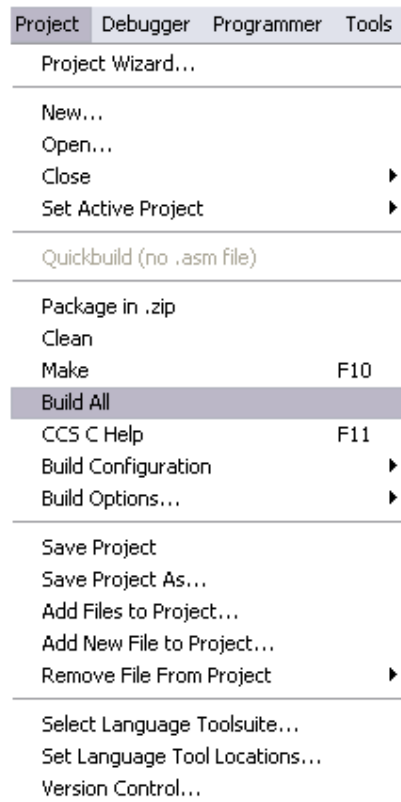 Project Debugger Programmer Tools
Project Wizard...
New...
Open...
Close
Set Active Project
Quickbuild (no .asm file)
Package in .zip
Clean
Make F10
Build All
CCS C Help F11
Build Configuration
Build Options...
Save Project
Save Project As...
Add Files to Project...
Add New File to Project...
Remove File From Project
Select Language Toolsuite...
Set Language Tool Locations...
Version Control...